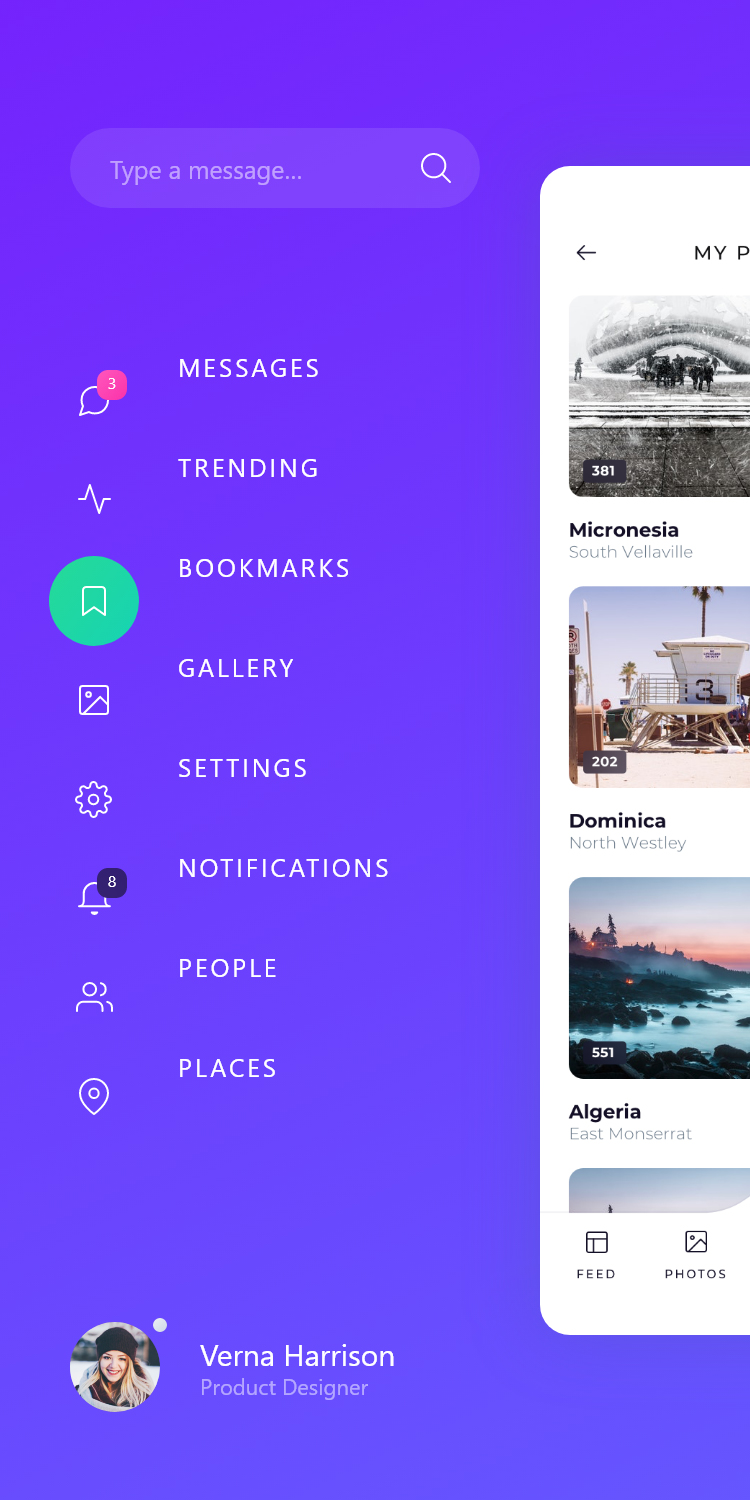 Type a message...
3
MESSAGES
TRENDING
BOOKMARKS
GALLERY
SETTINGS
8
NOTIFICATIONS
PEOPLE
PLACES
Verna Harrison
Product Designer
MY P
381
Micronesia
South Vellaville
3
202
Dominica
North Westley
551
Algeria
East Monserrat
FEED
PHOTOS